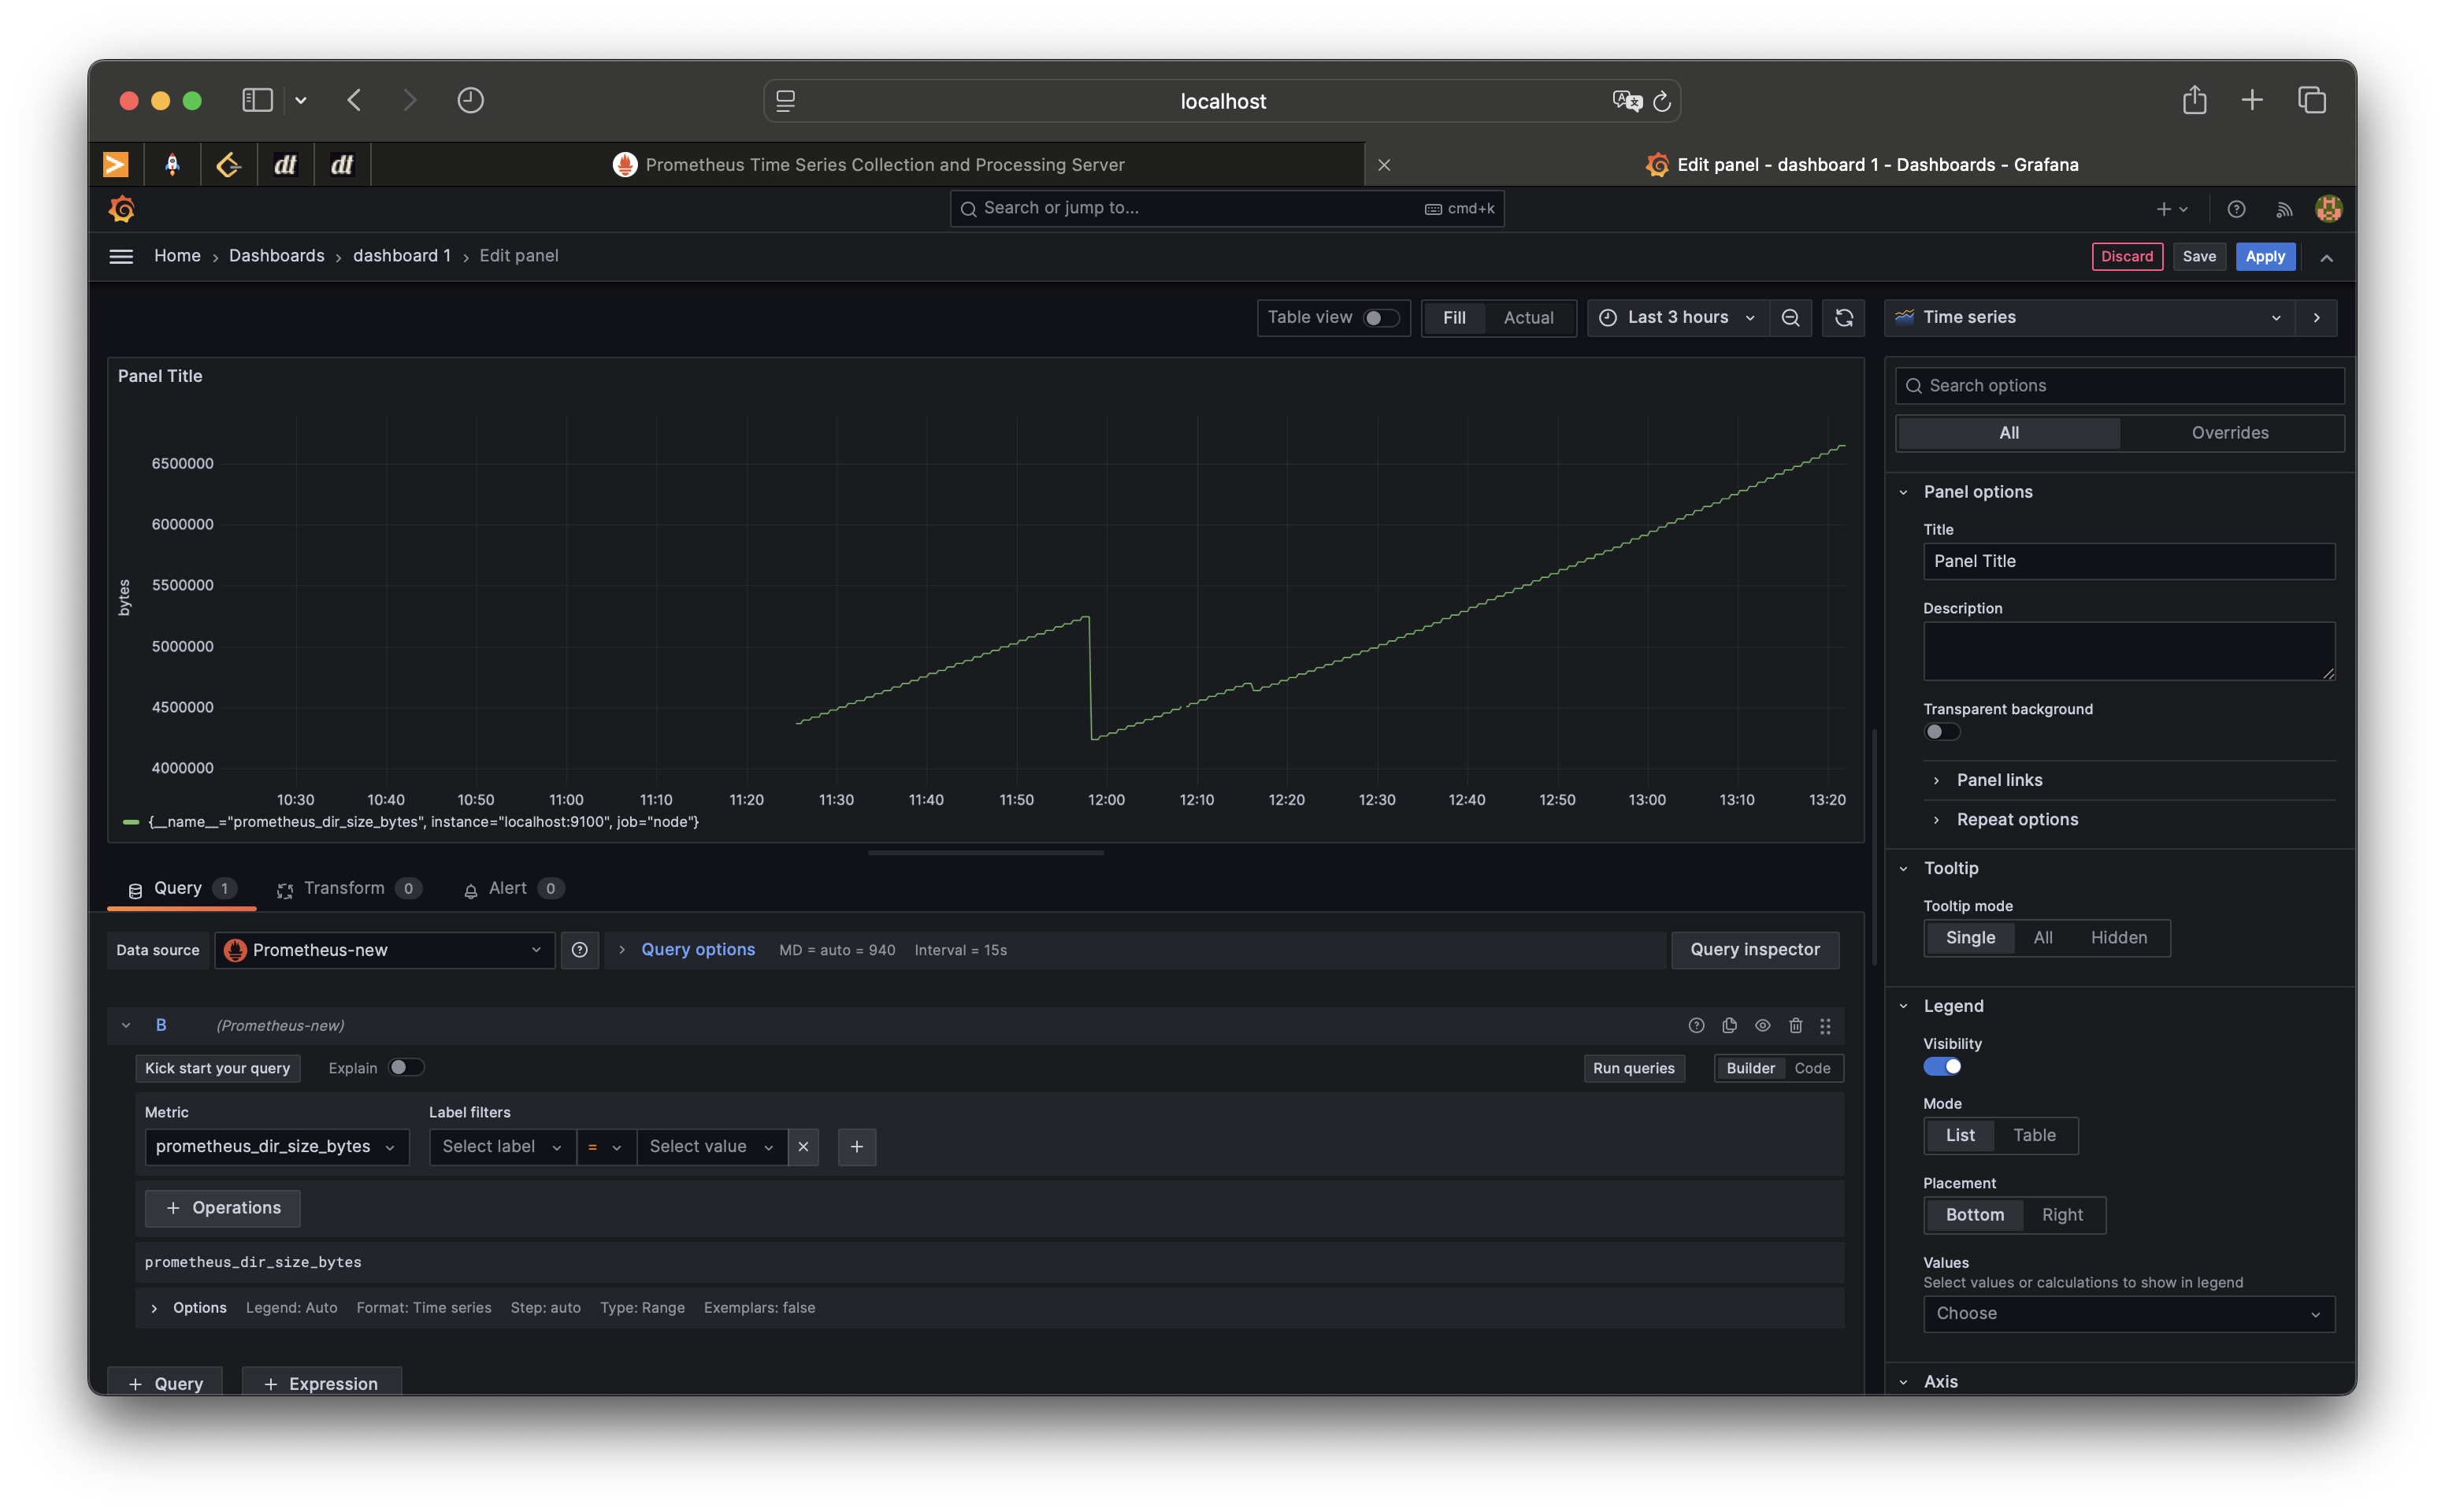 localhost
dt
dt
Prometheus Time Series Collection and Processing Server
Edit panel - dashboard 1 - Dashboards - Grafana
Search or jump to...
cmd+k
Home › Dashboards › dashboard 1 › Edit panel
Discard
Save
Apply
Table view
Fill
Actual
Last 3 hours
Time series
Panel Title
6500000
6000000
5500000
5000000
4500000
4000000
bytes
10:30 10:40 10:50 11:00 11:10 11:20 11:30 11:40 11:50 12:00 12:10 12:20 12:30 12:40 12:50 13:00 13:10 13:20
{__name__="prometheus_dir_size_bytes", instance="localhost:9100", job="node"}
Query 1
Transform 0
Alert 0
Data source
Prometheus-new
Query options
MD = auto = 940
Interval = 15s
Query inspector
B
(Prometheus-new)
Kick start your query
Explain
Run queries
Builder
Code
Metric
Label filters
prometheus_dir_size_bytes
Select label
=
Select value
+ Operations
prometheus_dir_size_bytes
Options
Legend: Auto
Format: Time series
Step: auto
Type: Range
Exemplars: false
+ Query
+ Expression
Search options
All
Overrides
Panel options
Title
Panel Title
Description
Transparent background
Panel links
Repeat options
Tooltip
Tooltip mode
Single
All
Hidden
Legend
Visibility
Mode
List
Table
Placement
Bottom
Right
Values
Select values or calculations to show in legend
Choose
Axis